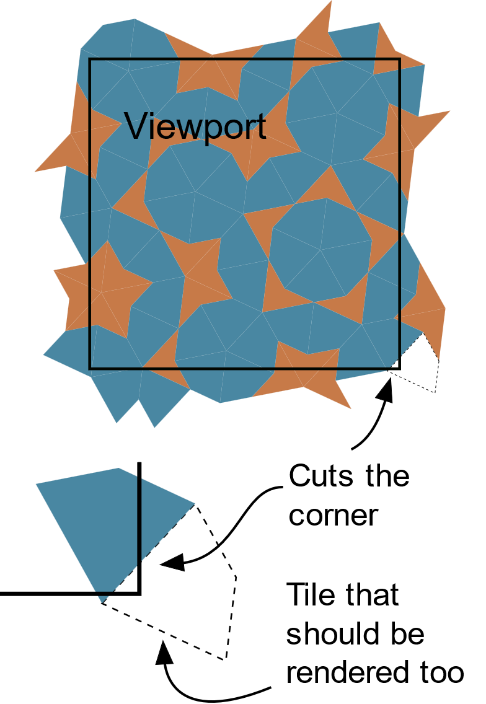 Viewport
Cuts the
corner
Tile that
should be
rendered too